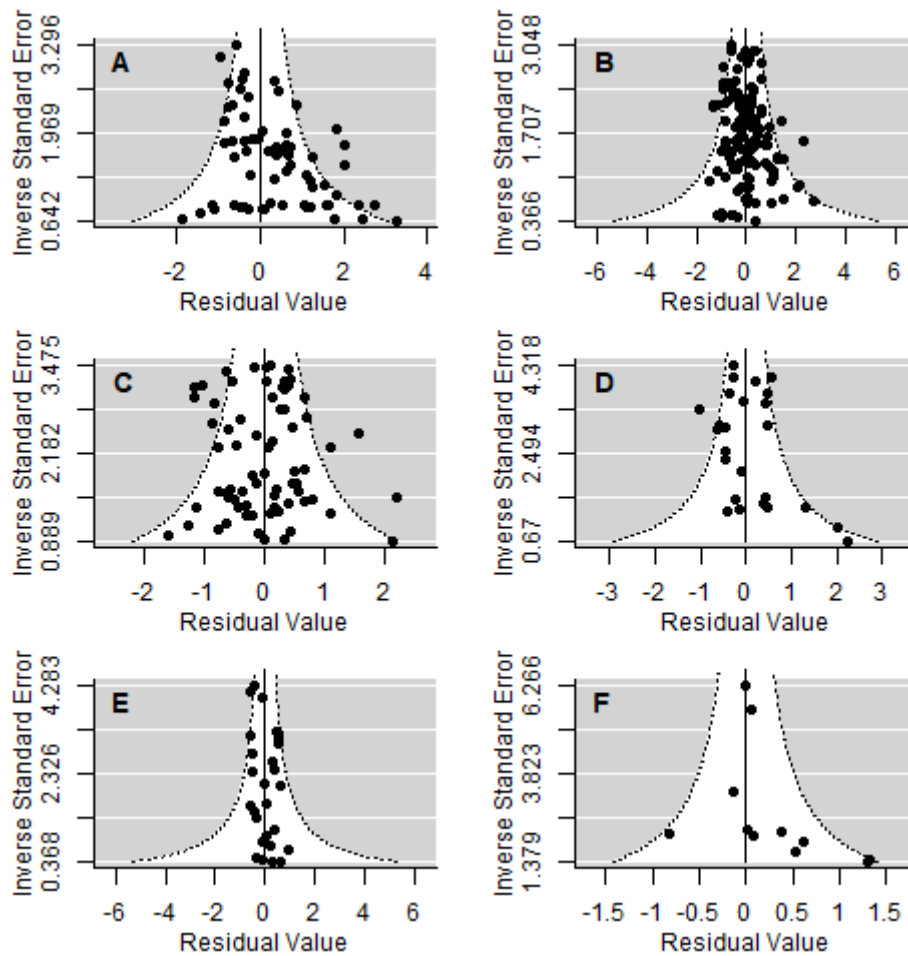 A
Inverse Standard Error
0.642 1.969 3.296
-2 0 2 4
Residual Value
B
Inverse Standard Error
0.366 1.707 3.048
-6 -4 -2 0 2 4 6
Residual Value
C
Inverse Standard Error
0.889 2.182 3.475
-2 -1 0 1 2
Residual Value
D
Inverse Standard Error
0.67 2.494 4.318
-3 -2 -1 0 1 2 3
Residual Value
E
Inverse Standard Error
0.368 2.326 4.283
-6 -4 -2 0 2 4 6
Residual Value
F
Inverse Standard Error
1.379 3.823 6.266
-1.5 -0.5 0 0.5 1.5
Residual Value